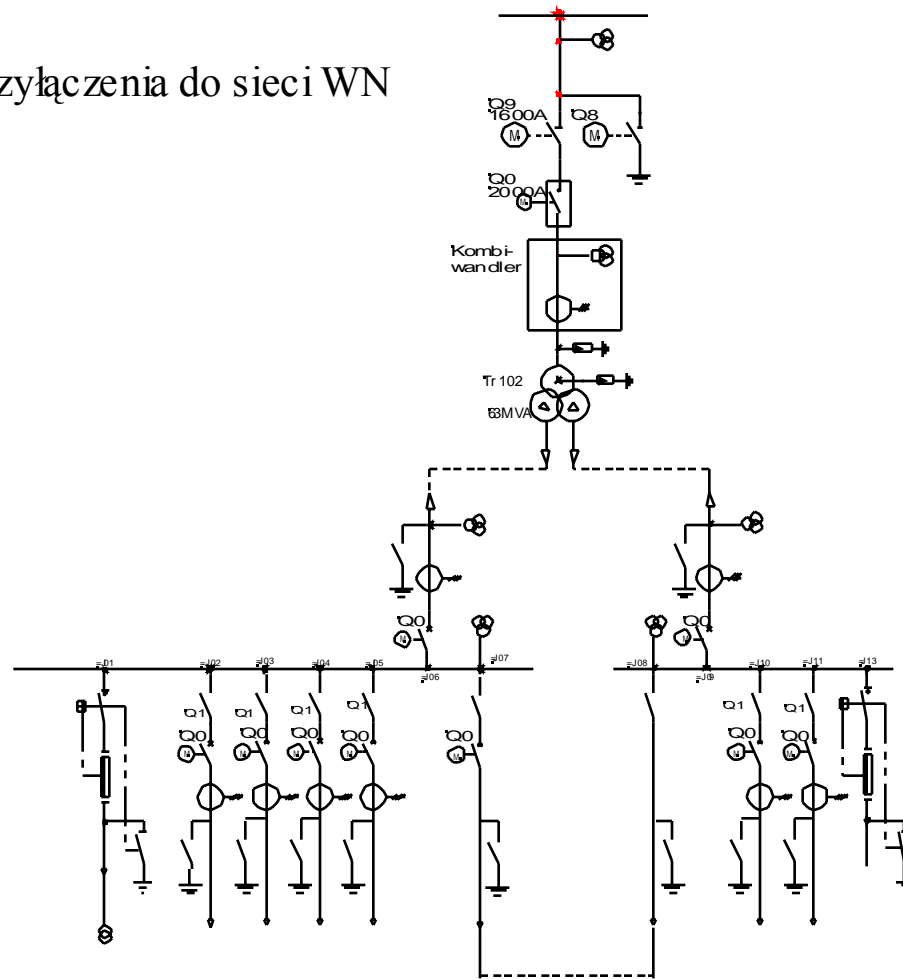 zyłączenia do sieci WN
Q9
1600A
Q8
M
M
Q0
2000A
M
Kombi-
wandler
Tr 102
63MVA
Q0
M
Q0
M
=J01
=J02
=J03
=J04
=J05
=J06
=J07
=J08
=J09
=J10
=J11
=J13
Q1
Q1
Q1
Q1
Q1
Q1
Q0
Q0
Q0
Q0
Q0
Q0
Q0
M
M
M
M
M
M
M